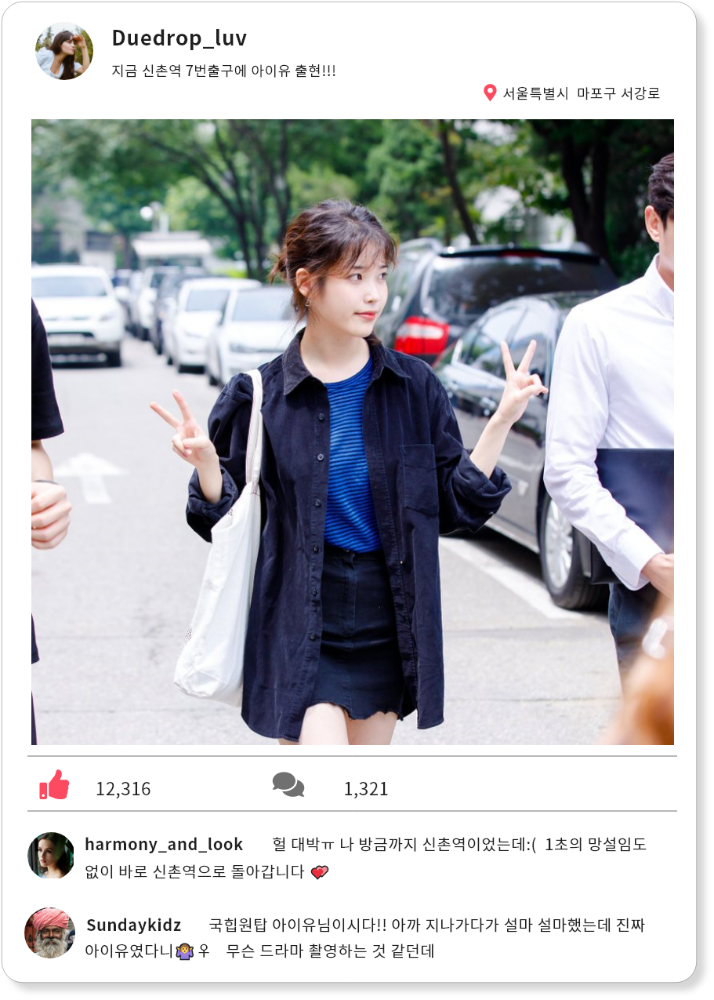 Duedrop_luv
지금 신촌역 7번출구에 아이유 출현!!!
서울특별시 마포구 서강로
12,316 1,321
harmony_and_look 헐 대박ㅠ 나 방금까지 신촌역이었는데:( 1초의 망설임도
없이 바로 신촌역으로 돌아갑니다 💕
Sundaykidz 국힙원탑 아이유님이시다!! 아까 지나가다가 설마 설마했는데 진짜
아이유였다니🤷♀ 무슨 드라마 촬영하는 것 같던데